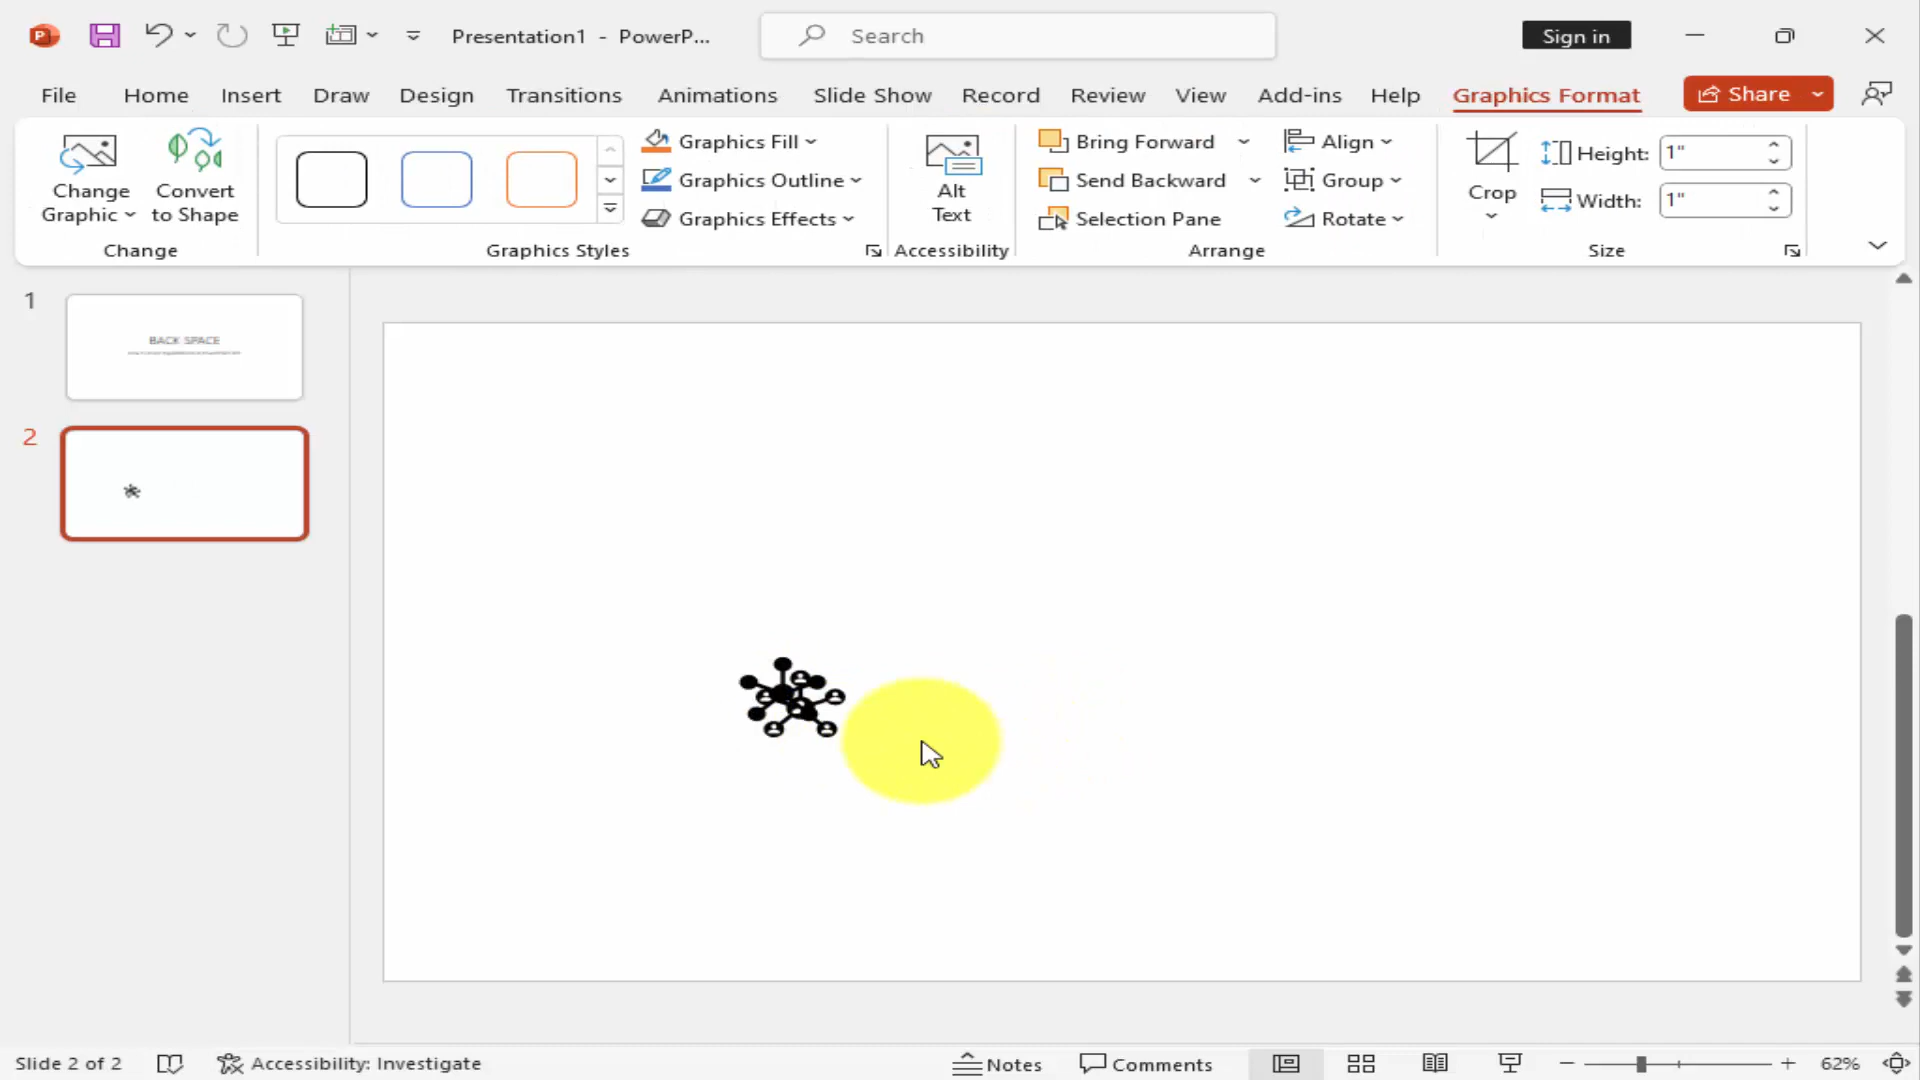 Presentation1 - PowerP...
Search
Sign in
File Home Insert Draw Design Transitions Animations Slide Show Record Review View Add-ins Help Graphics Format Share
Change Graphic
Convert to Shape
Change
Graphics Fill
Graphics Outline
Graphics Effects
Graphics Styles
Alt Text
Accessibility
Bring Forward
Send Backward
Selection Pane
Align
Group
Rotate
Arrange
Crop
Height: 1"
Width: 1"
Size
1
BACK SPACE
2
Slide 2 of 2
Accessibility: Investigate
Notes
Comments
62%